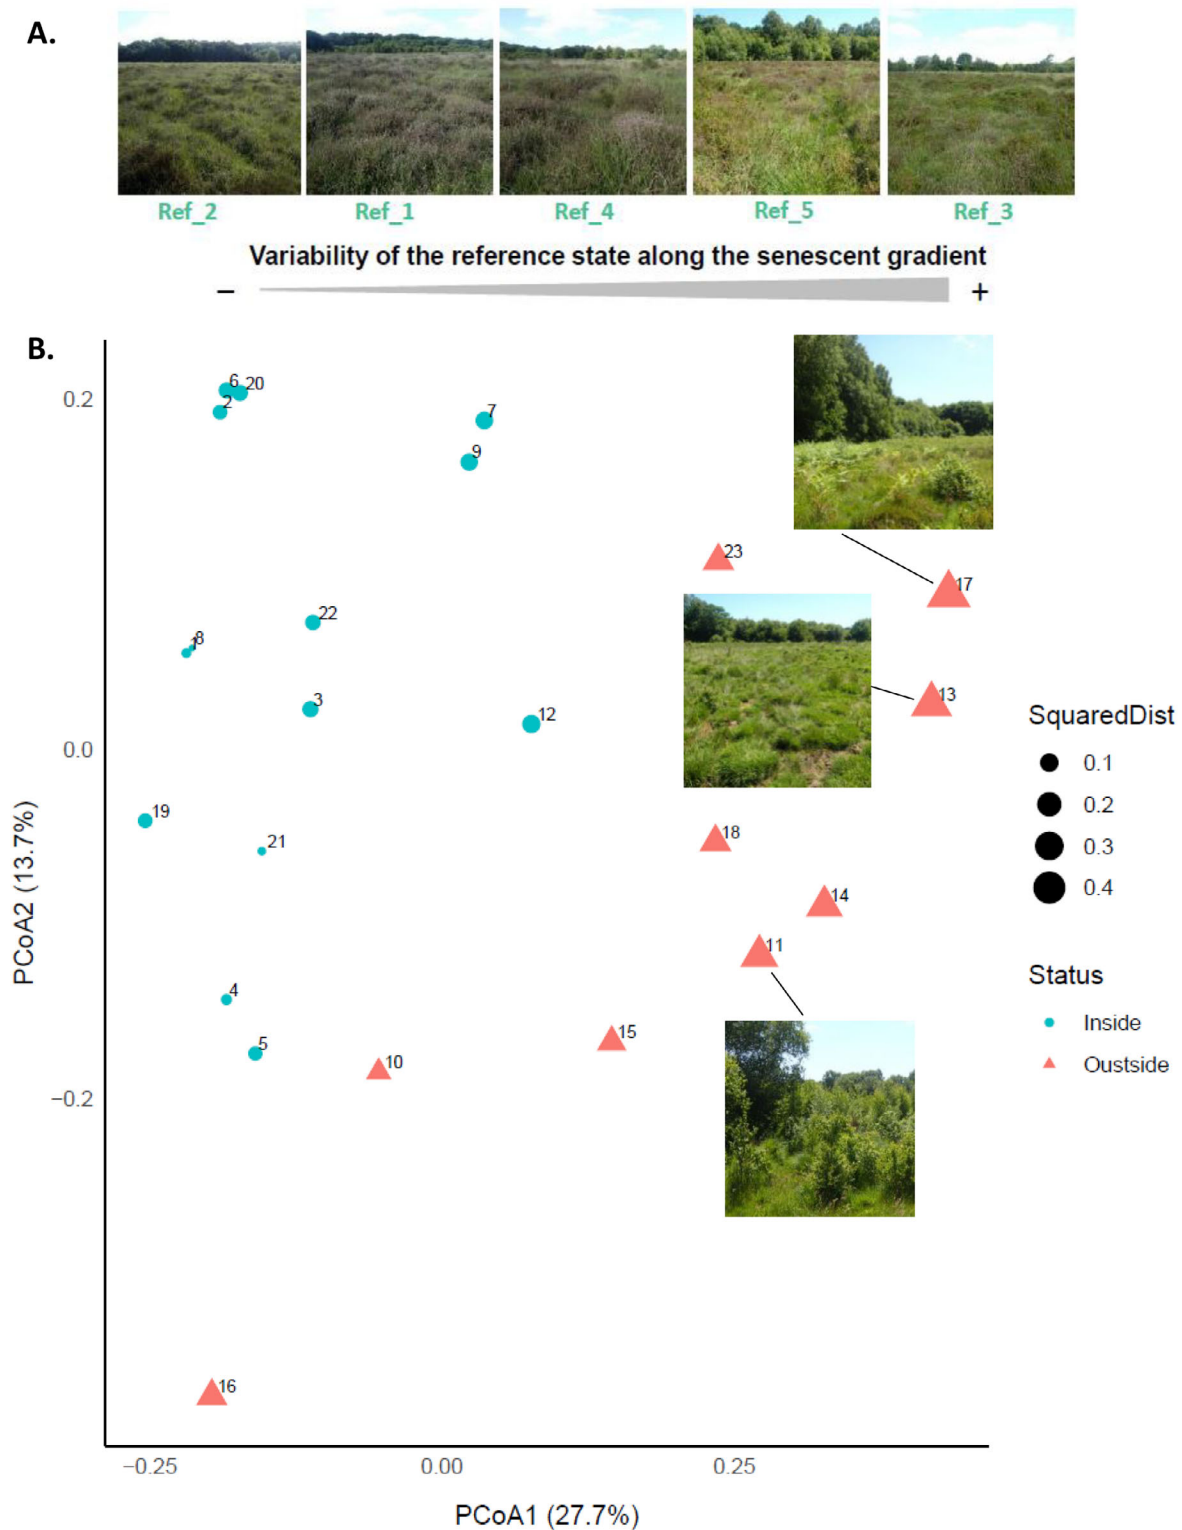 A.
Ref_2 Ref_1 Ref_4 Ref_5 Ref_3
Variability of the reference state along the senescent gradient
− +
B.
0.2
0.0
−0.2
PCoA2 (13.7%)
6 20
2
7
9
23
17
22
8
1
3
12
13
19
21
18
14
11
4
5
10
15
16
−0.25 0.00 0.25
PCoA1 (27.7%)
SquaredDist
0.1
0.2
0.3
0.4
Status
Inside
Oustside